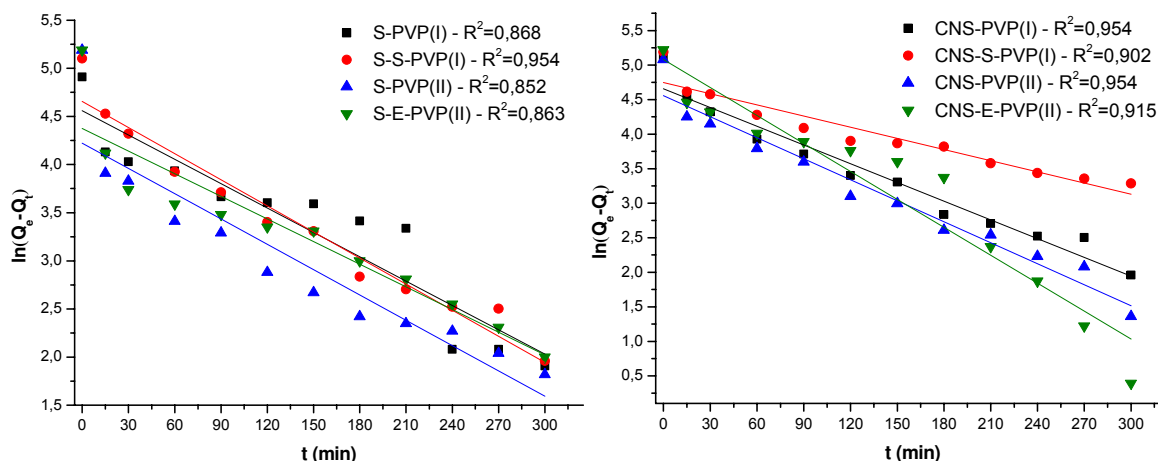 S-PVP(I) - R²=0,868
S-S-PVP(I) - R²=0,954
S-PVP(II) - R²=0,852
S-E-PVP(II) - R²=0,863
ln(Qₑ-Qₜ)
5,5
5,0
4,5
4,0
3,5
3,0
2,5
2,0
1,5
0 30 60 90 120 150 180 210 240 270 300
t (min)
CNS-PVP(I) - R²=0,954
CNS-S-PVP(I) - R²=0,902
CNS-PVP(II) - R²=0,954
CNS-E-PVP(II) - R²=0,915
ln(Qₑ-Qₜ)
5,5
5,0
4,5
4,0
3,5
3,0
2,5
2,0
1,5
1,0
0,5
0 30 60 90 120 150 180 210 240 270 300
t (min)